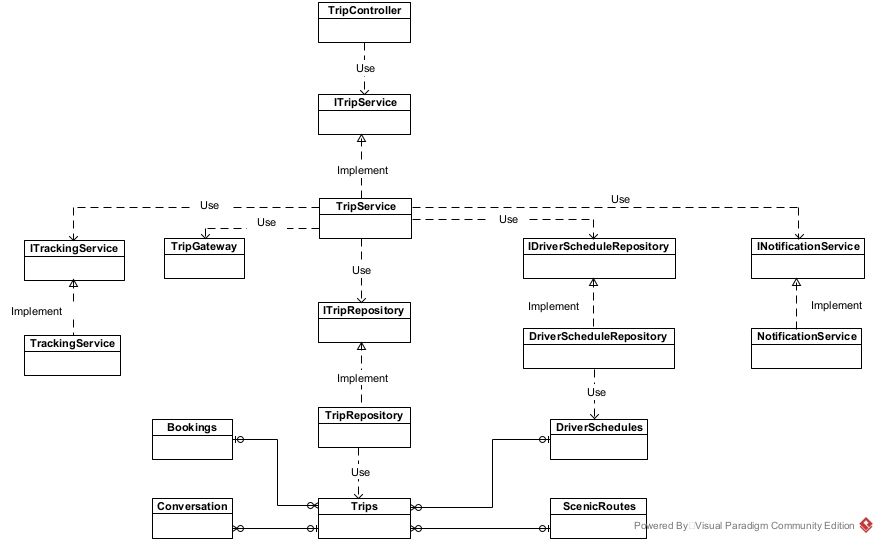 TripController
Use
ITripService
Implement
TripService
Use
Use
Use
Use
ITrackingService
TripGateway
IDriverScheduleRepository
INotificationService
Use
Implement
ITripRepository
Implement
Implement
TrackingService
DriverScheduleRepository
NotificationService
Implement
Use
TripRepository
Bookings
DriverSchedules
Use
Conversation
Trips
ScenicRoutes
Powered By Visual Paradigm Community Edition